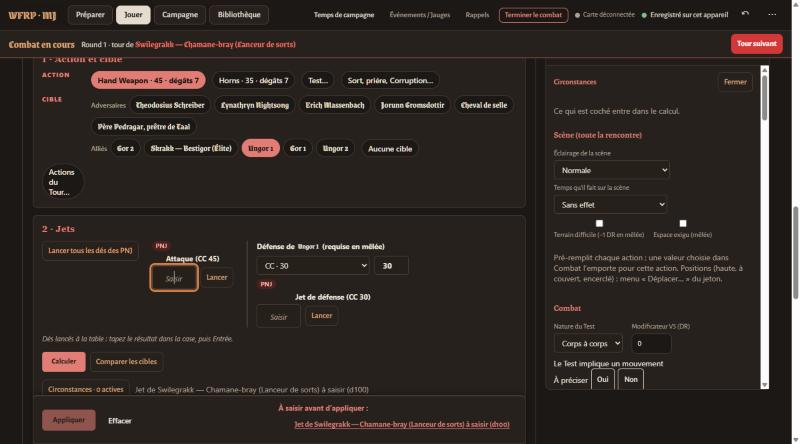 WFRP · MJ
Préparer
Jouer
Campagne
Bibliothèque
Temps de campagne
Événements/Jauges
Rappels
Terminer le combat
Carte déconnectée
Enregistré sur cet appareil
Combat en cours
Round 1 · tour de Swilegrakk — Chamane-bray (Lanceur de sorts)
Tour suivant
1 · Action et cible
ACTION
Hand Weapon · 45 · dégâts 7
Horns · 35 · dégâts 7
Test...
Sort, prière, Corruption...
CIBLE
Adversaires
Theodosius Schreiber
Lynathryn Nightsong
Erich Massenbach
Jorunn Gromsdottir
Cheval de selle
Père Pedragar, prêtre de Taal
Alliés
Gor 2
Skrakk — Bestigor (Élite)
Ungor 1
Gor 1
Ungor 2
Aucune cible
Actions
du
Tour...
2 · Jets
Lancer tous les dés des PNJ
PNJ
Attaque (CC 45)
Saisir
Lancer
Défense de Ungor 1 (requise en mêlée)
CC · 30
30
PNJ
Jet de défense (CC 30)
Saisir
Lancer
Dés lancés à la table : tapez le résultat dans la case, puis Entrée.
Calculer
Comparer les cibles
Circonstances · 0 actives
Jet de Swilegrakk — Chamane-bray (Lanceur de sorts) à saisir (d100)
Appliquer
Effacer
À saisir avant d'appliquer :
Jet de Swilegrakk — Chamane-bray (Lanceur de sorts) à saisir (d100)
Circonstances
Fermer
Ce qui est coché entre dans le calcul.
Scène (toute la rencontre)
Éclairage de la scène
Normale
Temps qu'il fait sur la scène
Sans effet
Terrain difficile (−1 DR en mêlée)
Espace exigu (mêlée)
Pré-remplit chaque action ; une valeur choisie dans
Combat l'emporte pour cette action. Positions (haute, à
couvert, encerclé) : menu « Déplacer... » du jeton.
Combat
Nature du Test
Modificateur VS (DR)
Corps à corps
0
Le Test implique un mouvement
À préciser
Oui
Non